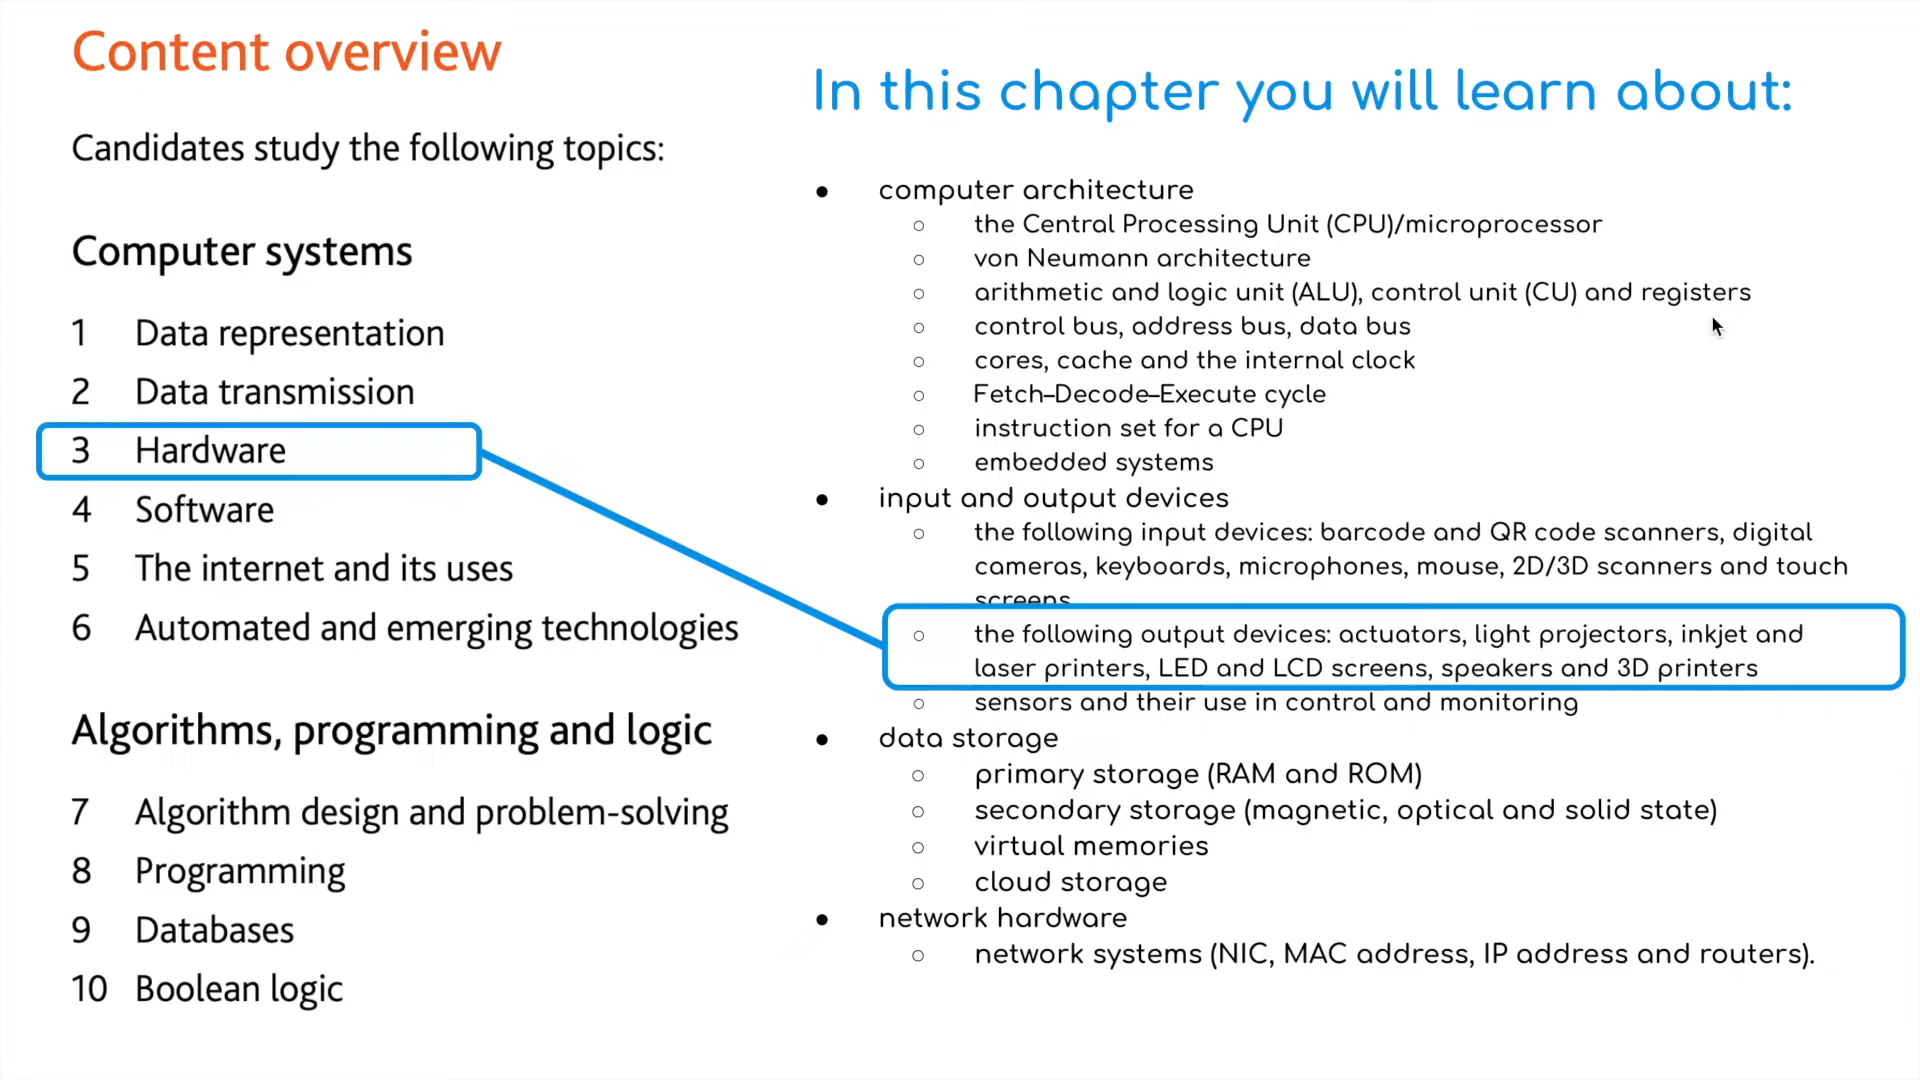 Content overview
Candidates study the following topics:
Computer systems
1 Data representation
2 Data transmission
3 Hardware
4 Software
5 The internet and its uses
6 Automated and emerging technologies
Algorithms, programming and logic
7 Algorithm design and problem-solving
8 Programming
9 Databases
10 Boolean logic
In this chapter you will learn about:
● computer architecture
○ the Central Processing Unit (CPU)/microprocessor
○ von Neumann architecture
○ arithmetic and logic unit (ALU), control unit (CU) and registers
○ control bus, address bus, data bus
○ cores, cache and the internal clock
○ Fetch–Decode–Execute cycle
○ instruction set for a CPU
○ embedded systems
● input and output devices
○ the following input devices: barcode and QR code scanners, digital
cameras, keyboards, microphones, mouse, 2D/3D scanners and touch
screens
○ the following output devices: actuators, light projectors, inkjet and
laser printers, LED and LCD screens, speakers and 3D printers
○ sensors and their use in control and monitoring
● data storage
○ primary storage (RAM and ROM)
○ secondary storage (magnetic, optical and solid state)
○ virtual memories
○ cloud storage
● network hardware
○ network systems (NIC, MAC address, IP address and routers).